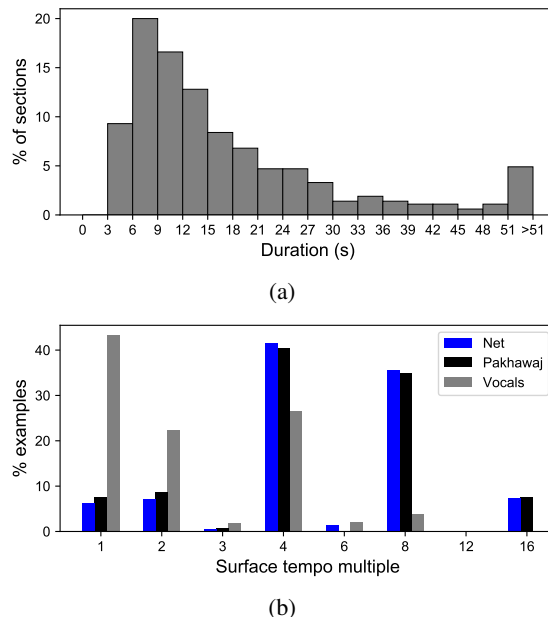 20
15
10
5
0
% of sections
0 3 6 9 12 15 18 21 24 27 30 33 36 39 42 45 48 51 >51
Duration (s)
(a)
40
30
20
10
0
% examples
Net
Pakhawaj
Vocals
1 2 3 4 6 8 12 16
Surface tempo multiple
(b)